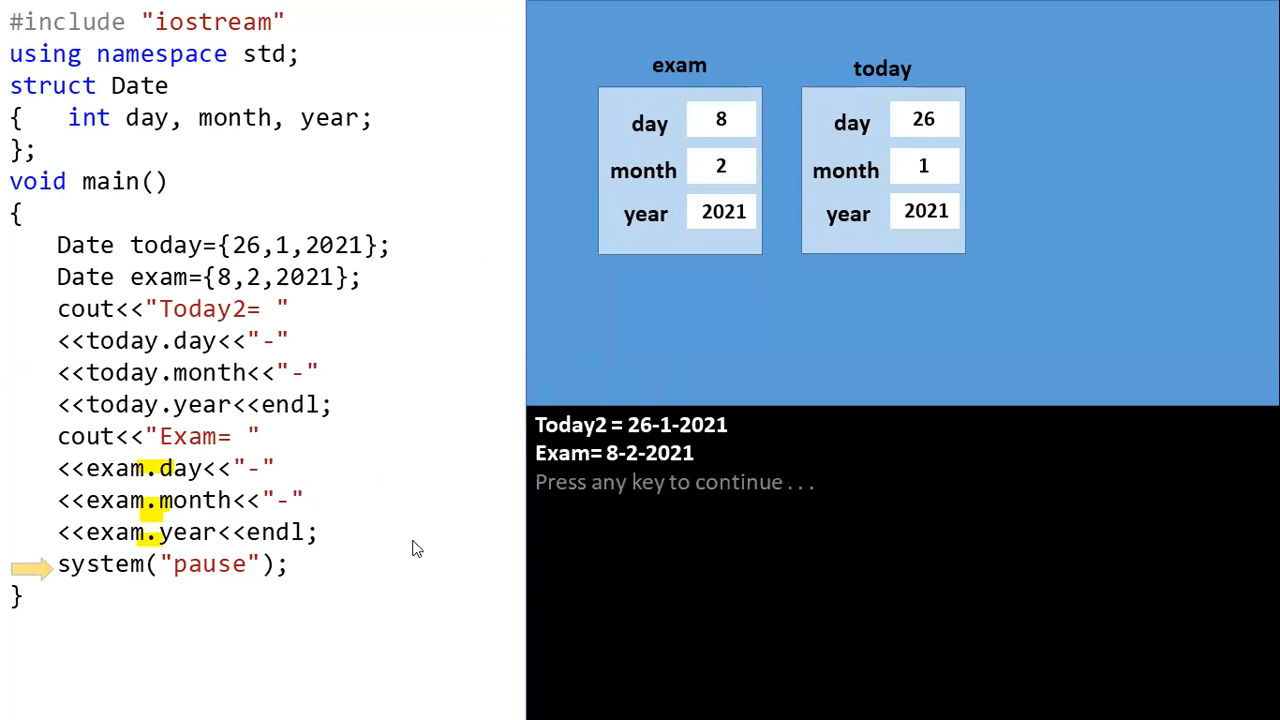 #include "iostream"
using namespace std;
struct Date
{   int day, month, year;
};
void main()
{
   Date today={26,1,2021};
   Date exam={8,2,2021};
   cout<<"Today2= "
   <<today.day<<"-"
   <<today.month<<"-"
   <<today.year<<endl;
   cout<<"Exam= "
   <<exam.day<<"-"
   <<exam.month<<"-"
   <<exam.year<<endl;
   system("pause");
}
exam
day 8
month 2
year 2021
today
day 26
month 1
year 2021
Today2 = 26-1-2021
Exam= 8-2-2021
Press any key to continue . . .